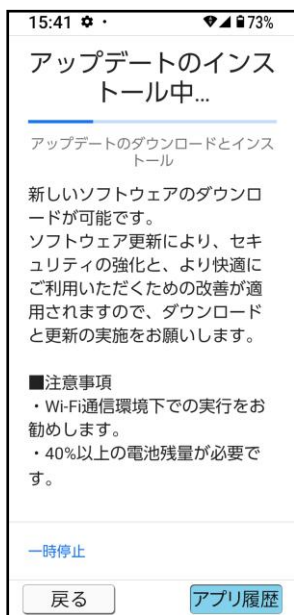 15:41
73%
アップデートのインス
トール中...
アップデートのダウンロードとインス
トール
新しいソフトウェアのダウンロ
ードが可能です。
ソフトウェア更新により、セキ
ュリティの強化と、より快適に
ご利用いただくための改善が適
用されますので、ダウンロード
と更新の実施をお願いします。
■注意事項
・Wi-Fi通信環境下での実行をお
勧めします。
・40%以上の電池残量が必要で
す。
一時停止
戻る
アプリ履歴